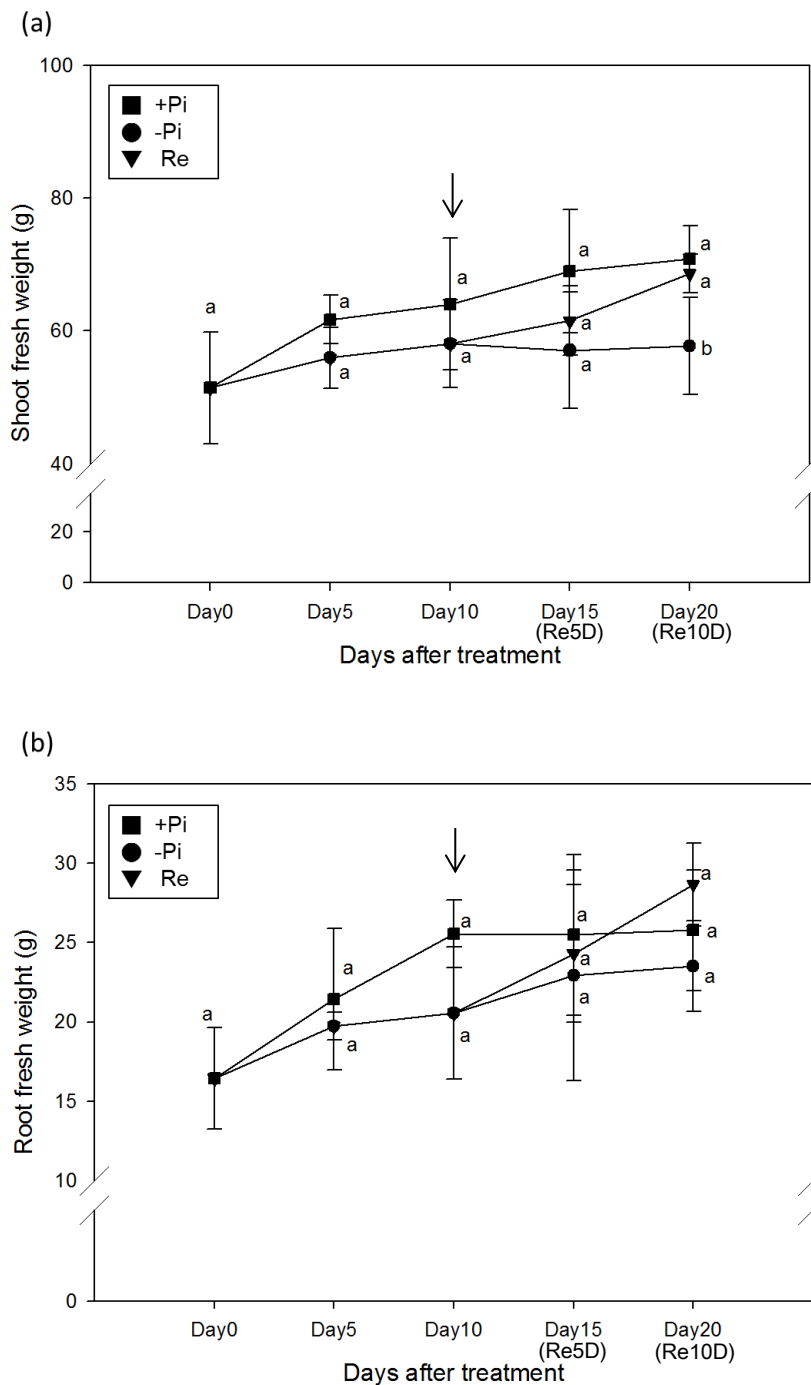 (a)
100
80
60
40
20
0
Shoot fresh weight (g)
+Pi
-Pi
Re
a
a
a
a
a
a
a
a
a
a
a
b
Day0 Day5 Day10 Day15 Day20
(Re5D) (Re10D)
Days after treatment
(b)
35
30
25
20
15
10
0
Root fresh weight (g)
+Pi
-Pi
Re
a
a
a
a
a
a
a
a
a
a
a
Day0 Day5 Day10 Day15 Day20
(Re5D) (Re10D)
Days after treatment